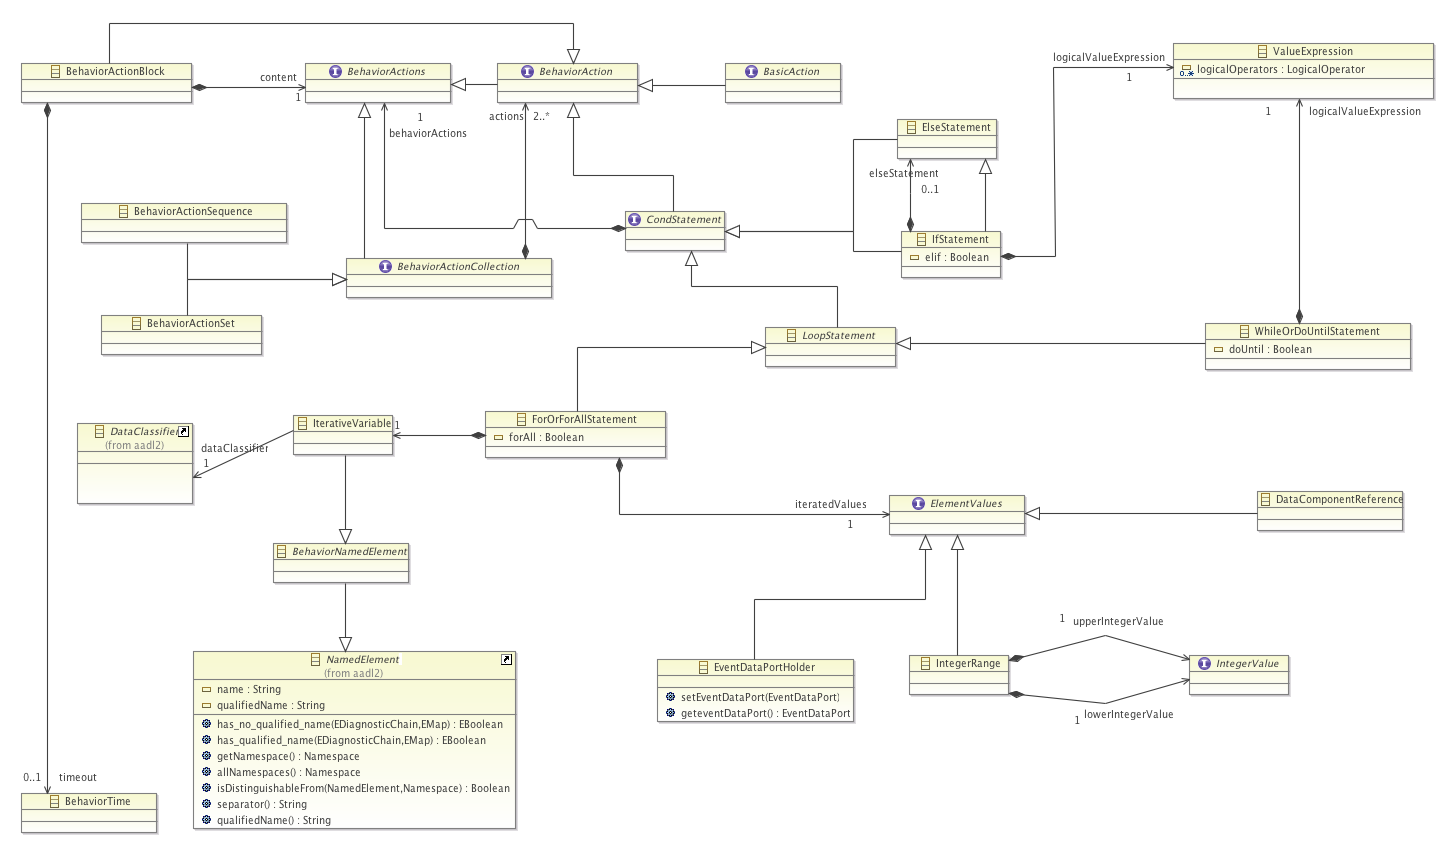 BehaviorActionBlock
content
1
BehaviorActions
BehaviorAction
BasicAction
1
behaviorActions
actions
2..*
logicalValueExpression
1
ValueExpression
0..*
logicalOperators : LogicalOperator
1
logicalValueExpression
ElseStatement
elseStatement
0..1
IfStatement
elif : Boolean
CondStatement
BehaviorActionSequence
BehaviorActionCollection
BehaviorActionSet
LoopStatement
WhileOrDoUntilStatement
doUntil : Boolean
DataClassifier
(from aadl2)
dataClassifier
1
IterativeVariable
1
ForOrForAllStatement
forAll : Boolean
iteratedValues
1
ElementValues
DataComponentReference
BehaviorNamedElement
NamedElement
(from aadl2)
name : String
qualifiedName : String
has_no_qualified_name(EDiagnosticChain,EMap) : EBoolean
has_qualified_name(EDiagnosticChain,EMap) : EBoolean
getNamespace() : Namespace
allNamespaces() : Namespace
isDistinguishableFrom(NamedElement,Namespace) : Boolean
separator() : String
qualifiedName() : String
EventDataPortHolder
setEventDataPort(EventDataPort)
geteventDataPort() : EventDataPort
IntegerRange
1
upperIntegerValue
1
lowerIntegerValue
IntegerValue
0..1
timeout
BehaviorTime